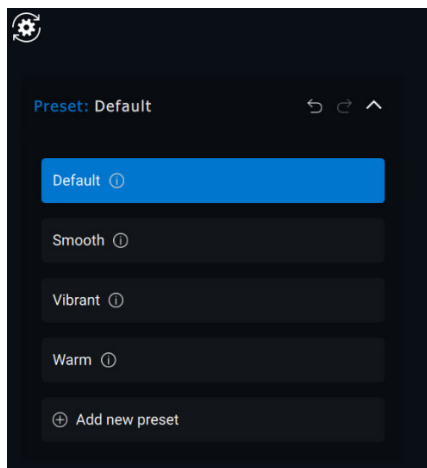 Preset: Default
Default
Smooth
Vibrant
Warm
Add new preset